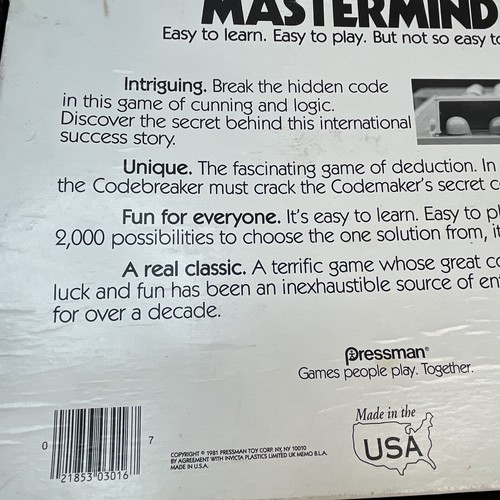 MASTERMIND
Easy to learn. Easy to play. But not so easy to
Intriguing. Break the hidden code
in this game of cunning and logic.
Discover the secret behind this international
success story.
Unique. The fascinating game of deduction. In
the Codebreaker must crack the Codemaker's secret c
Fun for everyone. It's easy to learn. Easy to pl
2,000 possibilities to choose the one solution from, it
A real classic. A terrific game whose great co
luck and fun has been an inexhaustible source of en
for over a decade.
Pressman®
Games people play. Together.
Made in the
USA
0 21853 03016 7
COPYRIGHT © 1981 PRESSMAN TOY CORP. NY, NY 10010
BY AGREEMENT WITH INVICTA PLASTICS LIMITED UK MEMO B.L.A.
MADE IN U.S.A.